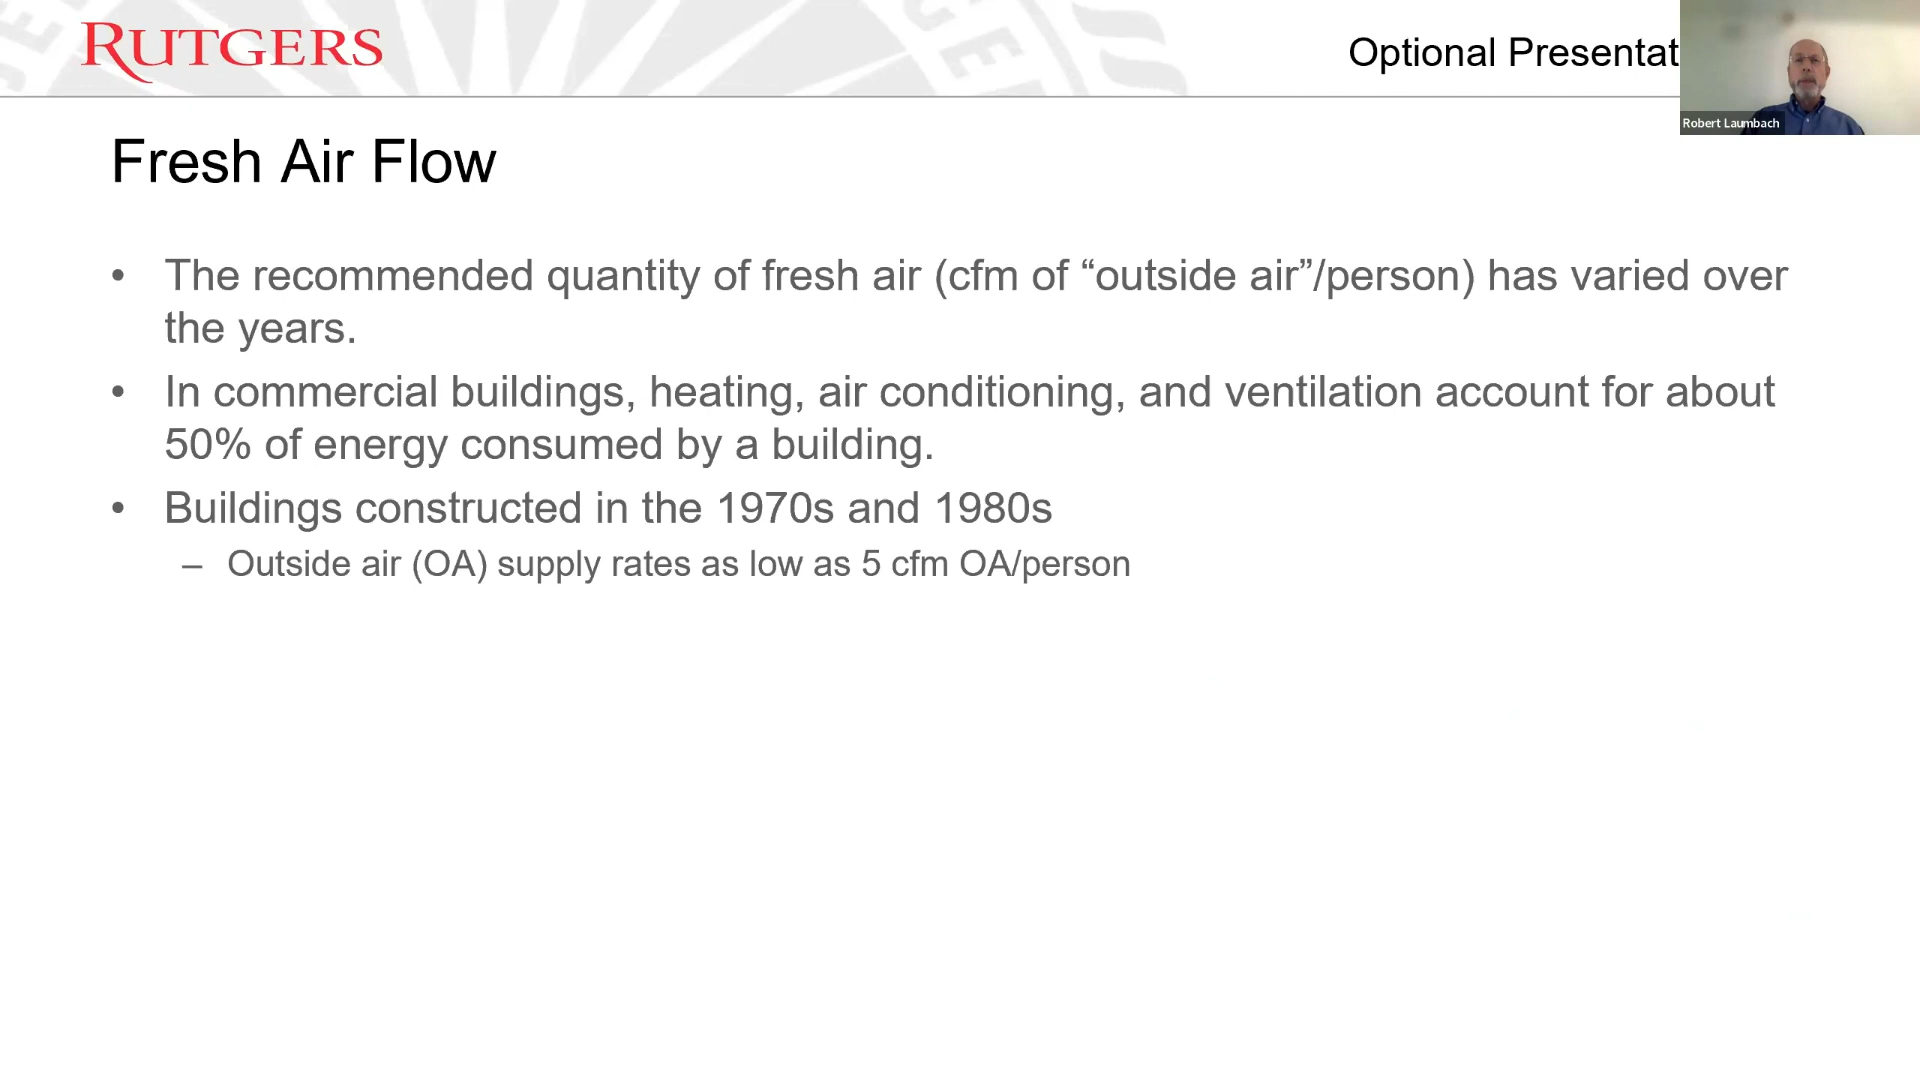 RUTGERS
Optional Presentat
Robert Laumbach
Fresh Air Flow
• The recommended quantity of fresh air (cfm of “outside air”/person) has varied over
the years.
• In commercial buildings, heating, air conditioning, and ventilation account for about
50% of energy consumed by a building.
• Buildings constructed in the 1970s and 1980s
– Outside air (OA) supply rates as low as 5 cfm OA/person